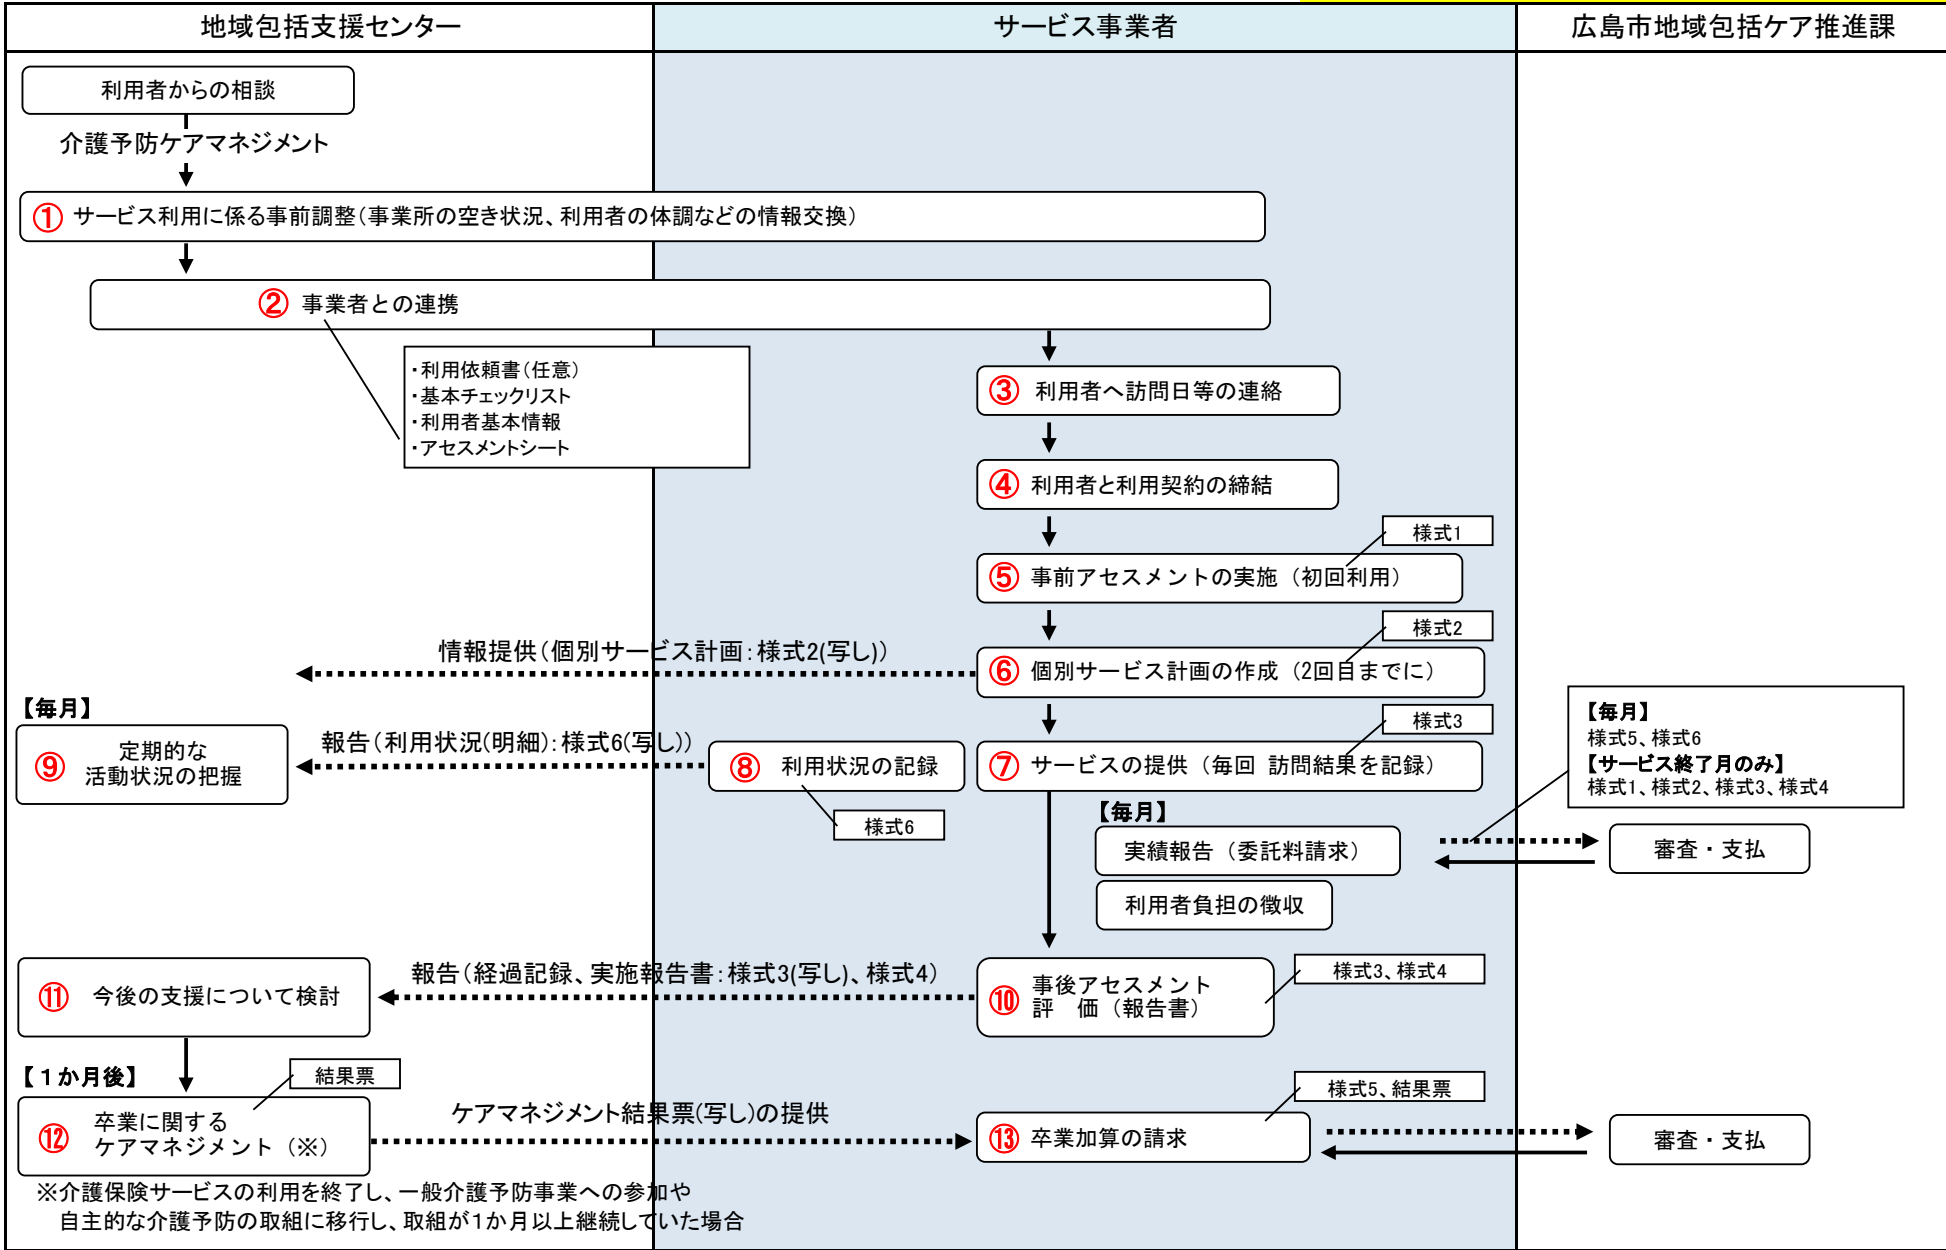 地域包括支援センター
サービス事業者
広島市地域包括ケア推進課
利用者からの相談
介護予防ケアマネジメント
① サービス利用に係る事前調整(事業所の空き状況、利用者の体調などの情報交換)
② 事業者との連携
・利用依頼書(任意)
・基本チェックリスト
・利用者基本情報
・アセスメントシート
③ 利用者へ訪問日等の連絡
④ 利用者と利用契約の締結
様式1
⑤ 事前アセスメントの実施（初回利用）
様式2
情報提供(個別サービス計画:様式2(写し))
⑥ 個別サービス計画の作成（2回目までに）
様式3
【毎月】
⑨ 定期的な
活動状況の把握
報告(利用状況(明細):様式6(写し))
⑧ 利用状況の記録
様式6
⑦ サービスの提供（毎回 訪問結果を記録）
【毎月】
様式5、様式6
【サービス終了月のみ】
様式1、様式2、様式3、様式4
【毎月】
実績報告（委託料請求）
審査・支払
利用者負担の徴収
⑪ 今後の支援について検討
報告(経過記録、実施報告書:様式3(写し)、様式4)
⑩ 事後アセスメント
評　価（報告書）
様式3、様式4
【１か月後】
結果票
⑫ 卒業に関する
ケアマネジメント（※）
ケアマネジメント結果票(写し)の提供
⑬ 卒業加算の請求
様式5、結果票
審査・支払
※介護保険サービスの利用を終了し、一般介護予防事業への参加や
自主的な介護予防の取組に移行し、取組が1か月以上継続していた場合